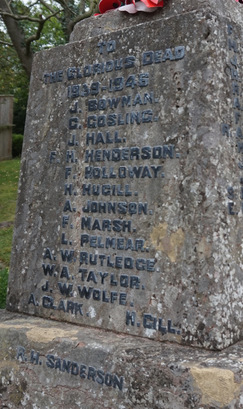 TO
THE GLORIOUS DEAD
1939-1945
J. BOWMAN.
C. GOSLING.
J. HALL.
F. H. HENDERSON.
F. HOLLOWAY.
H. HUGILL.
A. JOHNSON.
F. MARSH.
L. PELMEAR.
A. W. RUTLEDGE.
W. A. TAYLOR.
J. W. WOLFE.
A. CLARK. M. GILL.
R. H. SANDERSON